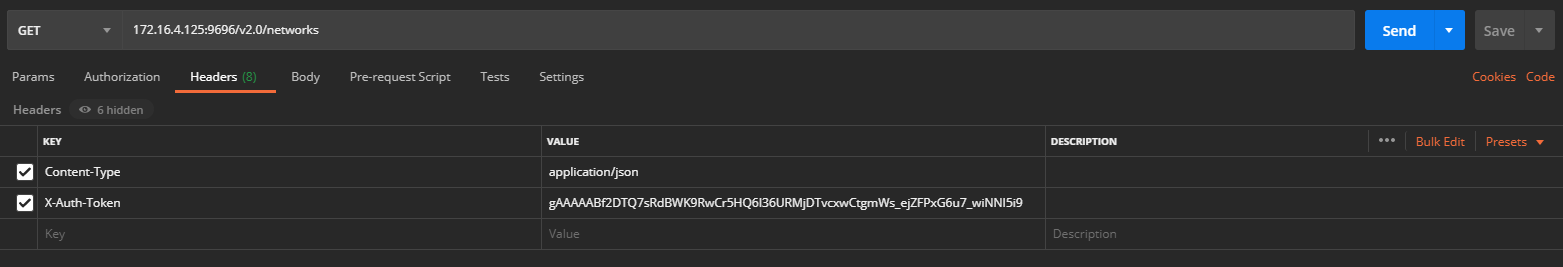 GET 172.16.4.125:9696/v2.0/networks Send Save
Params Authorization Headers (8) Body Pre-request Script Tests Settings Cookies Code
Headers 6 hidden
KEY VALUE DESCRIPTION ••• Bulk Edit Presets
Content-Type application/json
X-Auth-Token gAAAAABf2DTQ7sRdBWK9RwCr5HQ6I36URMjDTvcxwCtgmWs_ejZFPxG6u7_wiNNI5i9
Key Value Description